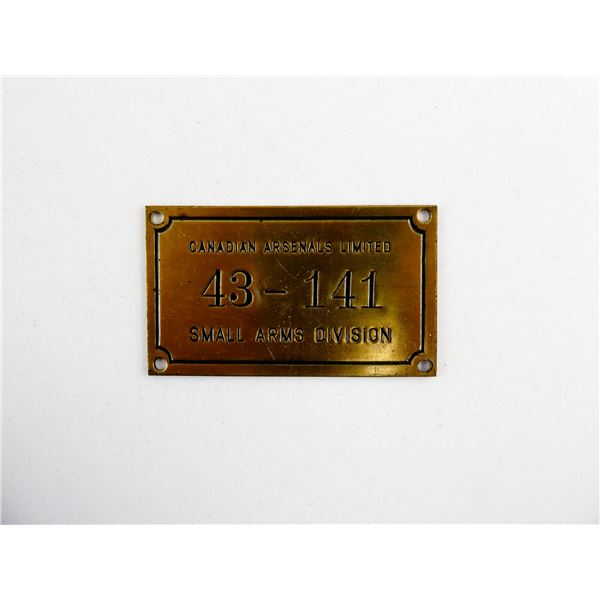 CANADIAN ARSENALS LIMITED
43 - 141
SMALL ARMS DIVISION